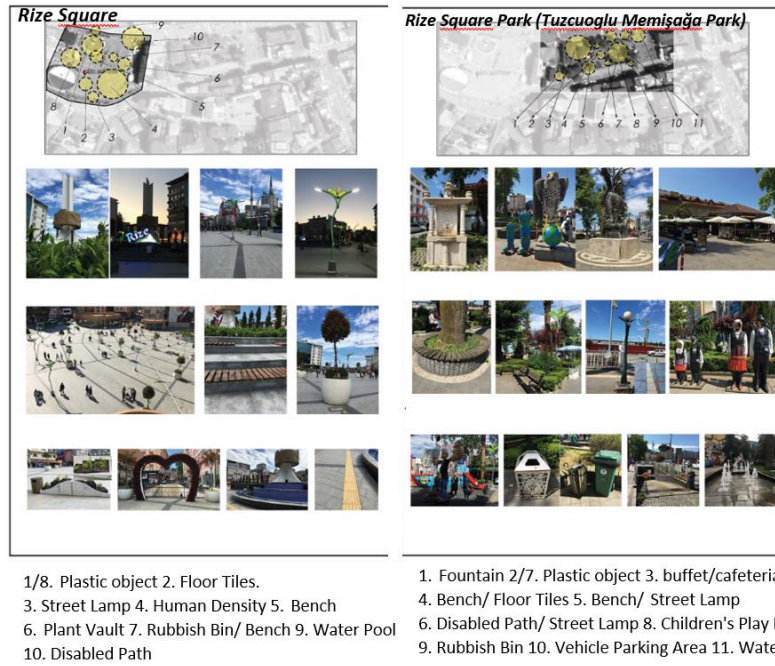 Rize Square
9
10
7
6
5
8
1 2 3 4
1/8. Plastic object 2. Floor Tiles.
3. Street Lamp 4. Human Density 5. Bench
6. Plant Vault 7. Rubbish Bin/ Bench 9. Water Pool
10. Disabled Path
Rize Square Park (Tuzcuoglu Memişağa Park)
1 2 3 4 5 6 7 8 9 10 11
Rize
1. Fountain 2/7. Plastic object 3. buffet/cafeteria
4. Bench/ Floor Tiles 5. Bench/ Street Lamp
6. Disabled Path/ Street Lamp 8. Children's Play
9. Rubbish Bin 10. Vehicle Parking Area 11. Wate